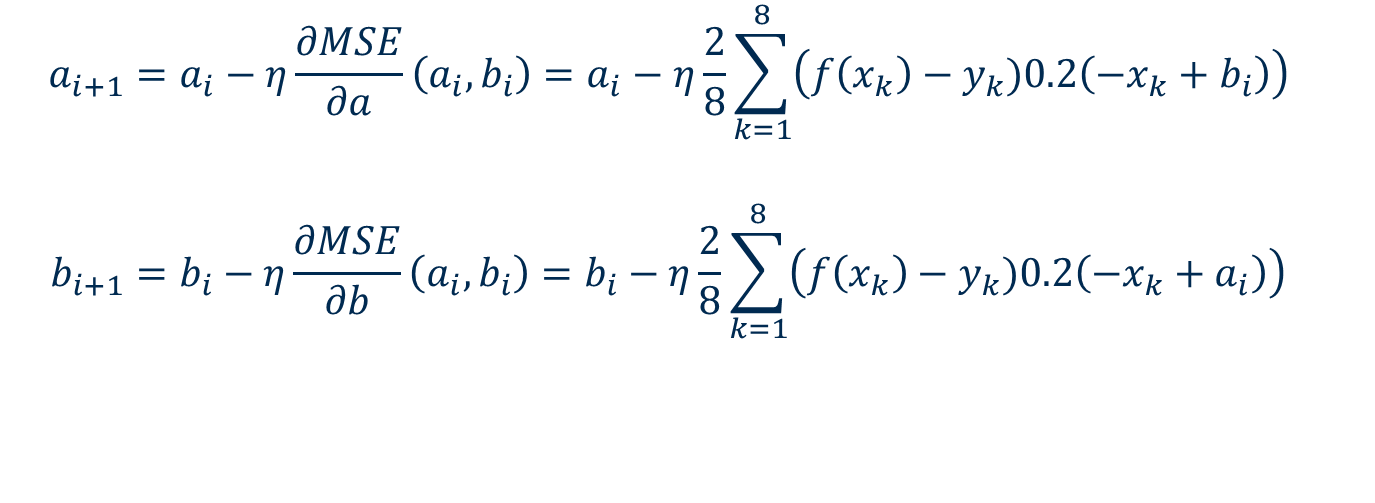 a_{i+1} = a_i − η ∂MSE/∂a (a_i, b_i) = a_i − η 2/8 ∑_{k=1}^{8} (f(x_k) − y_k)0.2(−x_k + b_i))
b_{i+1} = b_i − η ∂MSE/∂b (a_i, b_i) = b_i − η 2/8 ∑_{k=1}^{8} (f(x_k) − y_k)0.2(−x_k + a_i))